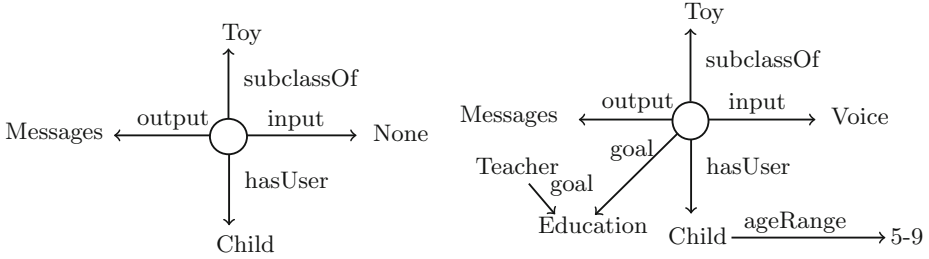 Toy
subclassOf
output
input
Messages
None
hasUser
Child
Toy
subclassOf
output
input
Messages
Voice
goal
Teacher
hasUser
goal
Education
Child
ageRange
5-9